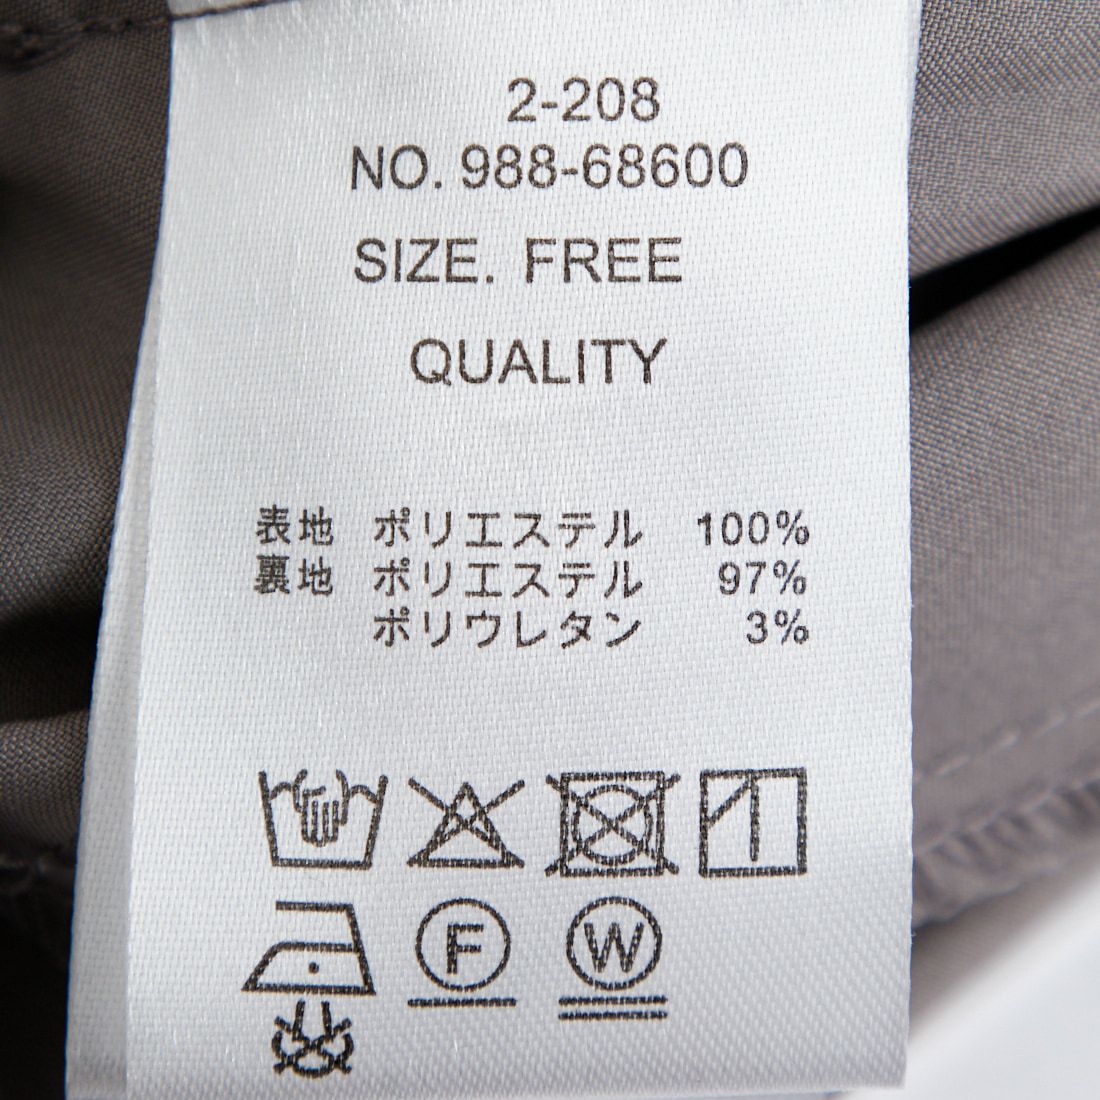 2-208
NO. 988-68600
SIZE. FREE
QUALITY
表地 ポリエステル 100%
裏地 ポリエステル 97%
ポリウレタン 3%
F W